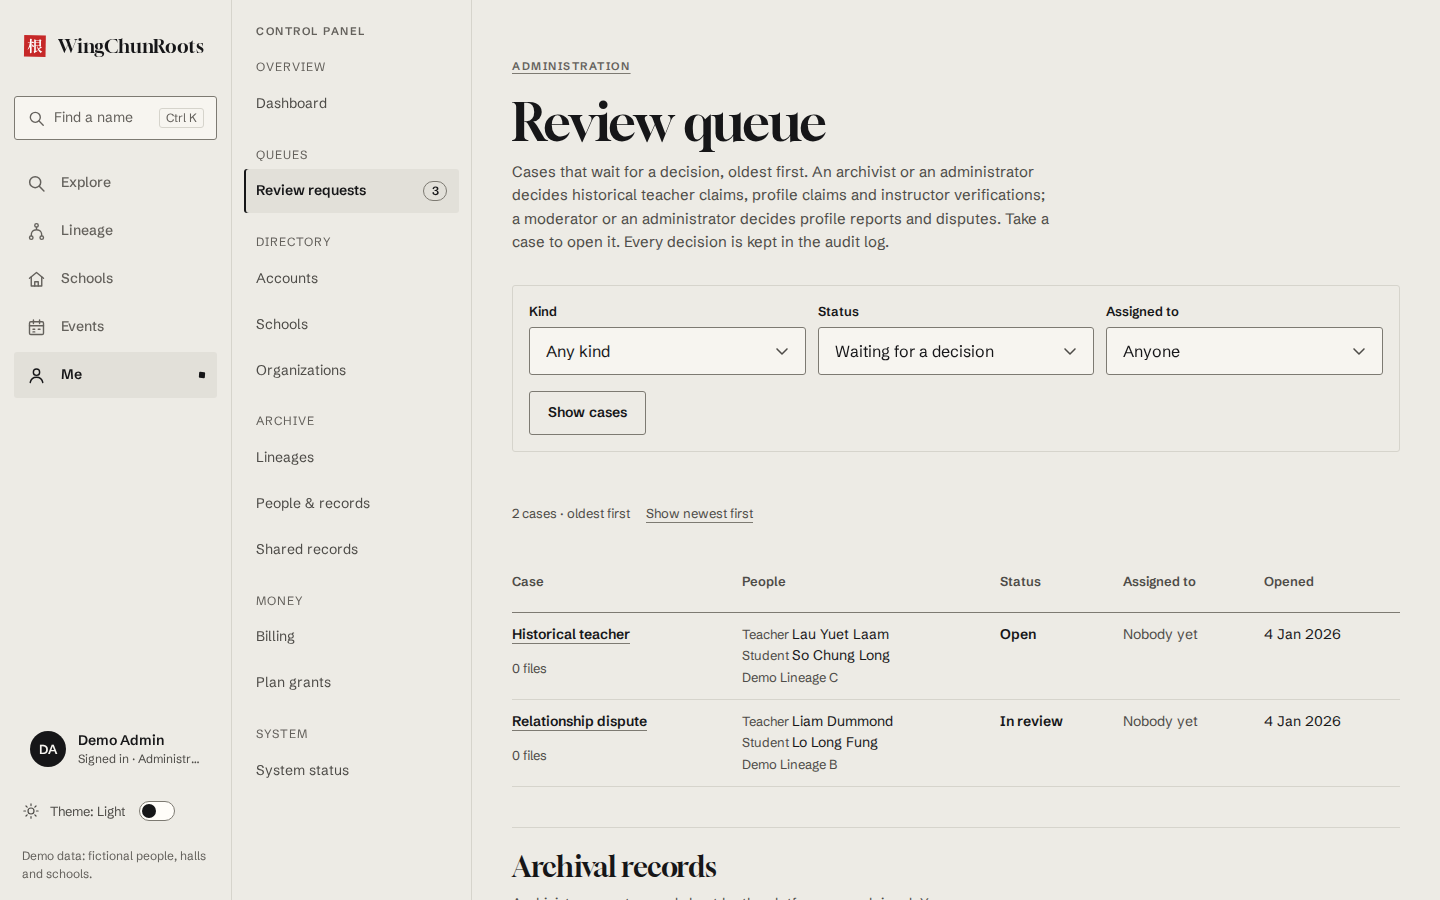 根 WingChunRoots
Find a name Ctrl K
Explore
Lineage
Schools
Events
Me
DA Demo Admin
Signed in · Administr...
Theme: Light
Demo data: fictional people, halls
and schools.
CONTROL PANEL
OVERVIEW
Dashboard
QUEUES
Review requests 3
DIRECTORY
Accounts
Schools
Organizations
ARCHIVE
Lineages
People & records
Shared records
MONEY
Billing
Plan grants
SYSTEM
System status
ADMINISTRATION
Review queue
Cases that wait for a decision, oldest first. An archivist or an administrator
decides historical teacher claims, profile claims and instructor verifications;
a moderator or an administrator decides profile reports and disputes. Take a
case to open it. Every decision is kept in the audit log.
Kind Status Assigned to
Any kind Waiting for a decision Anyone
Show cases
2 cases · oldest first Show newest first
Case People Status Assigned to Opened
Historical teacher Teacher Lau Yuet Laam Open Nobody yet 4 Jan 2026
Student So Chung Long
0 files Demo Lineage C
Relationship dispute Teacher Liam Dummond In review Nobody yet 4 Jan 2026
Student Lo Long Fung
0 files Demo Lineage B
Archival records